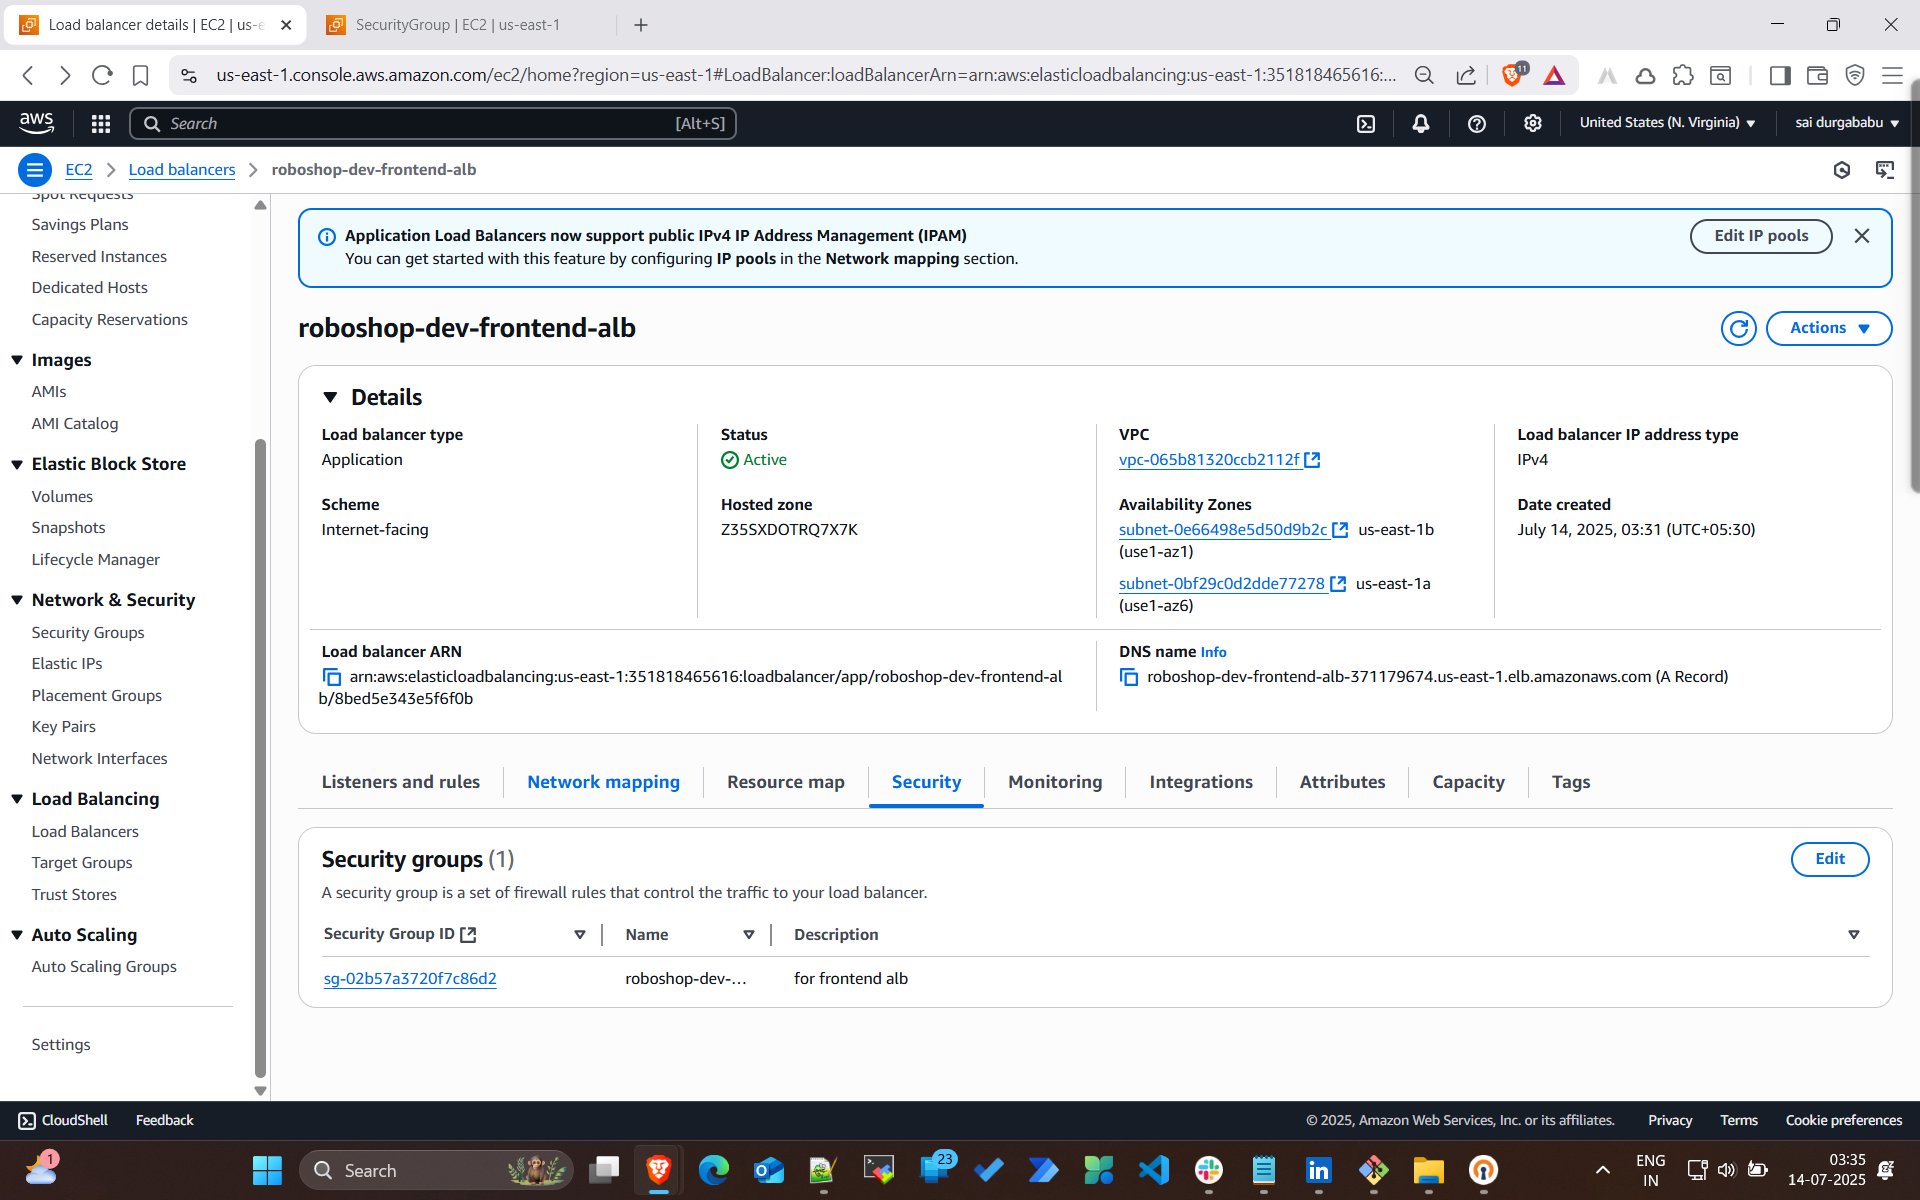 Load balancer details | EC2 | us-e
SecurityGroup | EC2 | us-east-1
us-east-1.console.aws.amazon.com/ec2/home?region=us-east-1#LoadBalancer:loadBalancerArn=arn:aws:elasticloadbalancing:us-east-1:351818465616:...
11
aws
Search
[Alt+S]
United States (N. Virginia)
sai durgababu
EC2
Load balancers
roboshop-dev-frontend-alb
Spot Requests
Savings Plans
Reserved Instances
Dedicated Hosts
Capacity Reservations
Images
AMIs
AMI Catalog
Elastic Block Store
Volumes
Snapshots
Lifecycle Manager
Network & Security
Security Groups
Elastic IPs
Placement Groups
Key Pairs
Network Interfaces
Load Balancing
Load Balancers
Target Groups
Trust Stores
Auto Scaling
Auto Scaling Groups
Settings
Application Load Balancers now support public IPv4 IP Address Management (IPAM)
You can get started with this feature by configuring IP pools in the Network mapping section.
Edit IP pools
roboshop-dev-frontend-alb
Actions
Details
Load balancer type
Application
Status
Active
VPC
vpc-065b81320ccb2112f
Load balancer IP address type
IPv4
Scheme
Internet-facing
Hosted zone
Z35SXDOTRQ7X7K
Availability Zones
subnet-0e66498e5d50d9b2c us-east-1b
(use1-az1)
subnet-0bf29c0d2dde77278 us-east-1a
(use1-az6)
Date created
July 14, 2025, 03:31 (UTC+05:30)
Load balancer ARN
arn:aws:elasticloadbalancing:us-east-1:351818465616:loadbalancer/app/roboshop-dev-frontend-al
b/8bed5e343e5f6f0b
DNS name Info
roboshop-dev-frontend-alb-371179674.us-east-1.elb.amazonaws.com (A Record)
Listeners and rules
Network mapping
Resource map
Security
Monitoring
Integrations
Attributes
Capacity
Tags
Security groups (1)
Edit
A security group is a set of firewall rules that control the traffic to your load balancer.
Security Group ID
Name
Description
sg-02b57a3720f7c86d2
roboshop-dev-...
for frontend alb
CloudShell
Feedback
© 2025, Amazon Web Services, Inc. or its affiliates.
Privacy
Terms
Cookie preferences
1
Search
23
ENG
IN
03:35
14-07-2025